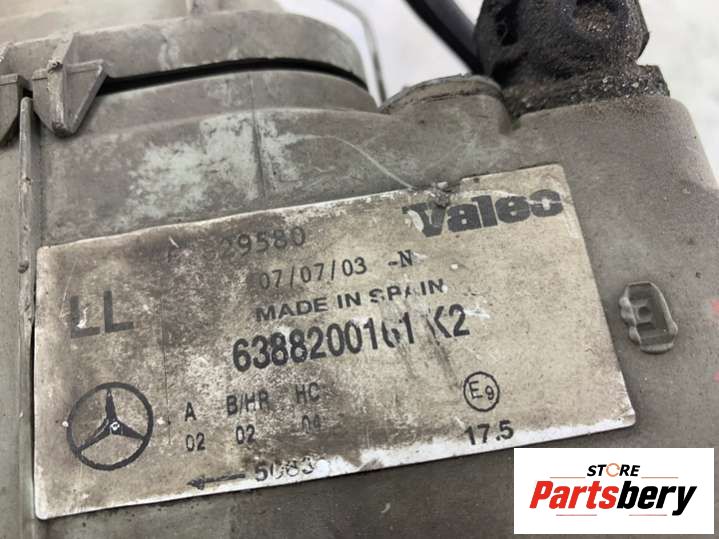 Valeo
29580
07/07/03 -N
LL
MADE IN SPAIN
6388200161 K2
A B/HR HC E9
02 02 04 17.5
5083
E
STORE
Partsbery